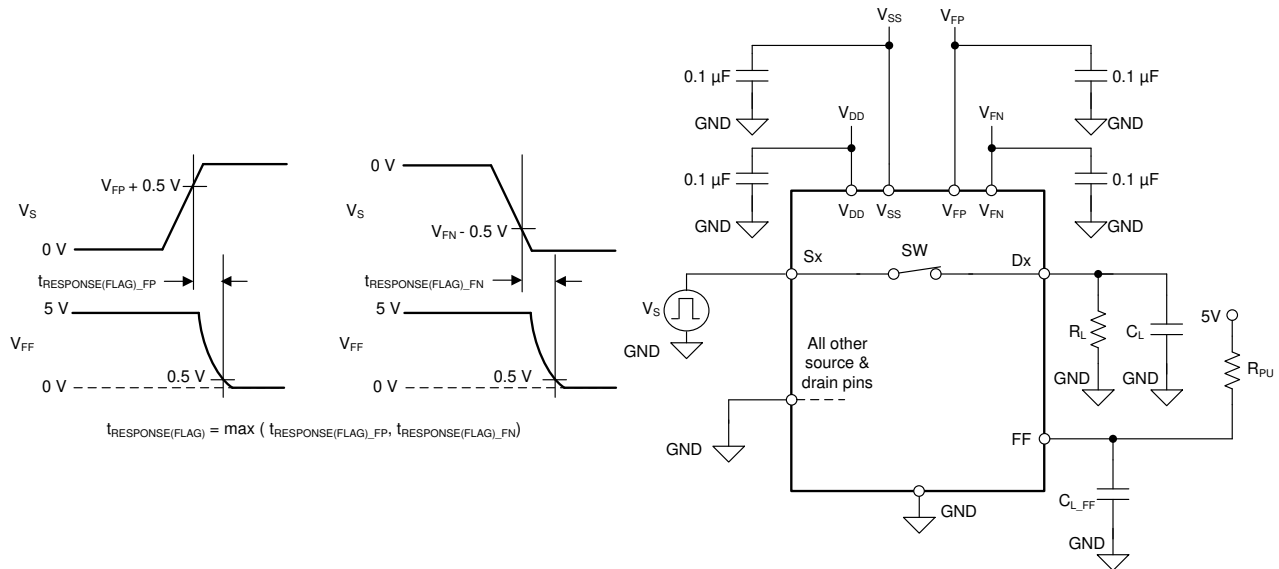 V_FP + 0.5 V
V_S
0 V
t_RESPONSE(FLAG)_FP
5 V
V_FF
0.5 V
0 V
0 V
V_S
V_FN - 0.5 V
t_RESPONSE(FLAG)_FN
5 V
V_FF
0.5 V
0 V
t_RESPONSE(FLAG) = max ( t_RESPONSE(FLAG)_FP, t_RESPONSE(FLAG)_FN)
V_SS
V_FP
0.1 µF
0.1 µF
GND
GND
V_DD
V_FN
0.1 µF
0.1 µF
GND
GND
V_DD
V_SS
V_FP
V_FN
Sx
SW
Dx
V_S
GND
R_L
C_L
5V
R_PU
GND
GND
All other
source &
drain pins
GND
FF
C_L_FF
GND
GND